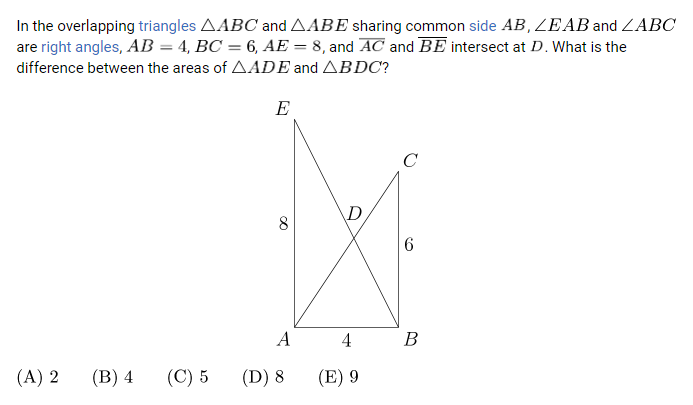 In the overlapping triangles △ABC and △ABE sharing common side AB, ∠EAB and ∠ABC
are right angles, AB = 4, BC = 6, AE = 8, and AC and BE intersect at D. What is the
difference between the areas of △ADE and △BDC?
E
C
D
8
6
A
4
B
(A) 2 (B) 4 (C) 5 (D) 8 (E) 9